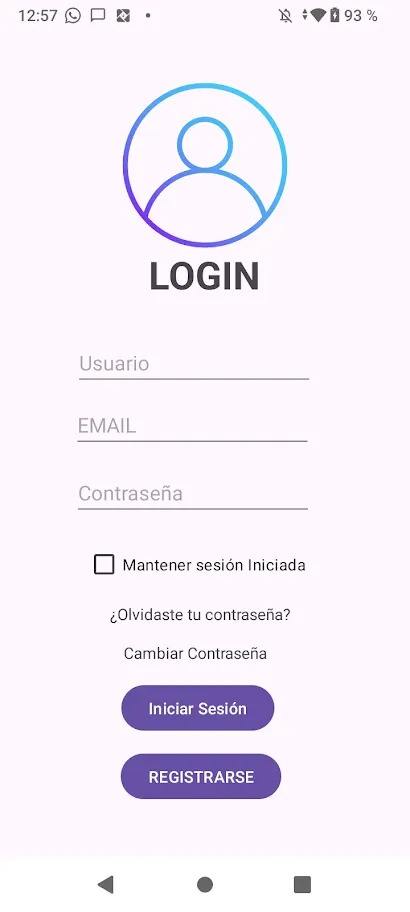 12:57 93 %
LOGIN
Usuario
EMAIL
Contraseña
Mantener sesión Iniciada
¿Olvidaste tu contraseña?
Cambiar Contraseña
Iniciar Sesión
REGISTRARSE